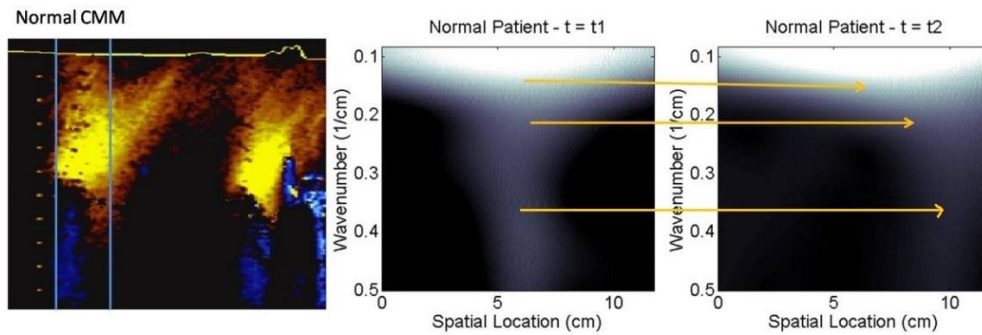 Normal CMM
Normal Patient - t = t1
Wavenumber (1/cm)
0.1
0.2
0.3
0.4
0.5
0
5
10
Spatial Location (cm)
Normal Patient - t = t2
Wavenumber (1/cm)
0.1
0.2
0.3
0.4
0.5
0
5
10
Spatial Location (cm)